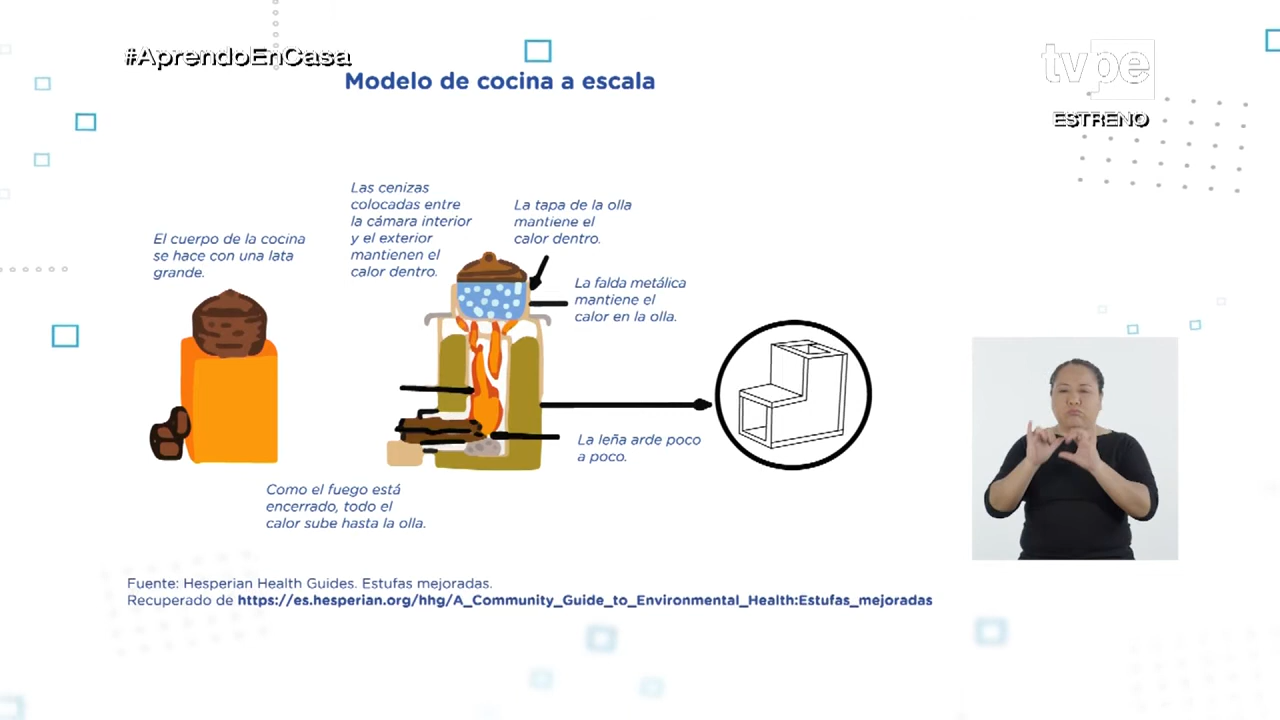 #AprendoEnCasa
Modelo de cocina a escala
tvpe
ESTRENO
El cuerpo de la cocina
se hace con una lata
grande.
Las cenizas
colocadas entre
la cámara interior
y el exterior
mantienen el
calor dentro.
La tapa de la olla
mantiene el
calor dentro.
La falda metálica
mantiene el
calor en la olla.
La leña arde poco
a poco.
Como el fuego está
encerrado, todo el
calor sube hasta la olla.
Fuente: Hesperian Health Guides. Estufas mejoradas.
Recuperado de https://es.hesperian.org/hhg/A_Community_Guide_to_Environmental_Health:Estufas_mejoradas